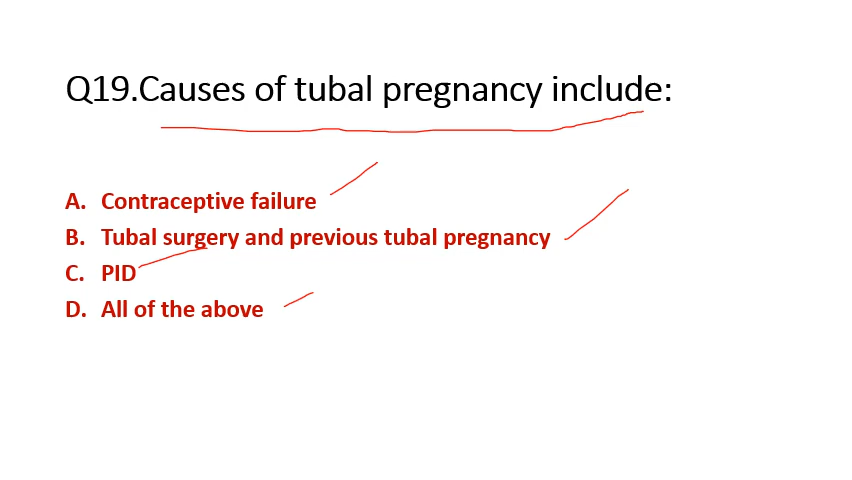 Q19.Causes of tubal pregnancy include:
A. Contraceptive failure
B. Tubal surgery and previous tubal pregnancy
C. PID
D. All of the above